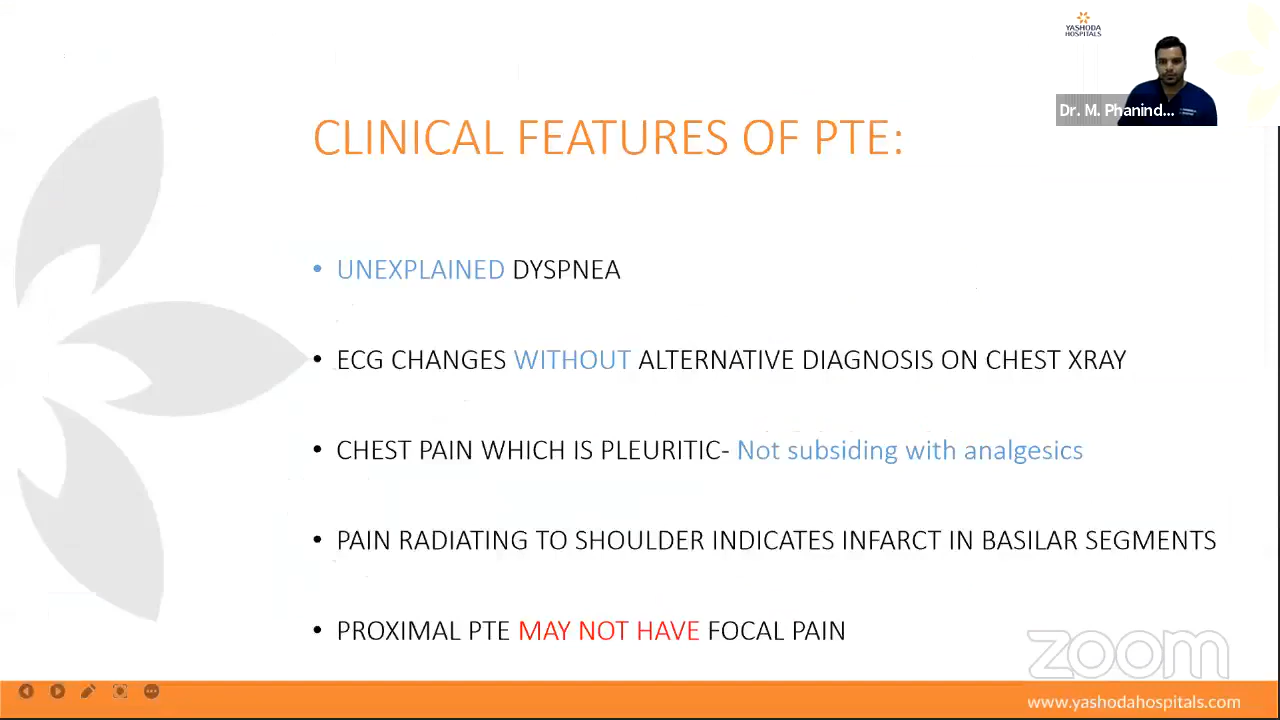 YASHODA
HOSPITALS
Dr. M. Phanind...
CLINICAL FEATURES OF PTE:
• UNEXPLAINED DYSPNEA
• ECG CHANGES WITHOUT ALTERNATIVE DIAGNOSIS ON CHEST XRAY
• CHEST PAIN WHICH IS PLEURITIC- Not subsiding with analgesics
• PAIN RADIATING TO SHOULDER INDICATES INFARCT IN BASILAR SEGMENTS
• PROXIMAL PTE MAY NOT HAVE FOCAL PAIN
zoom
www.yashodahospitals.com